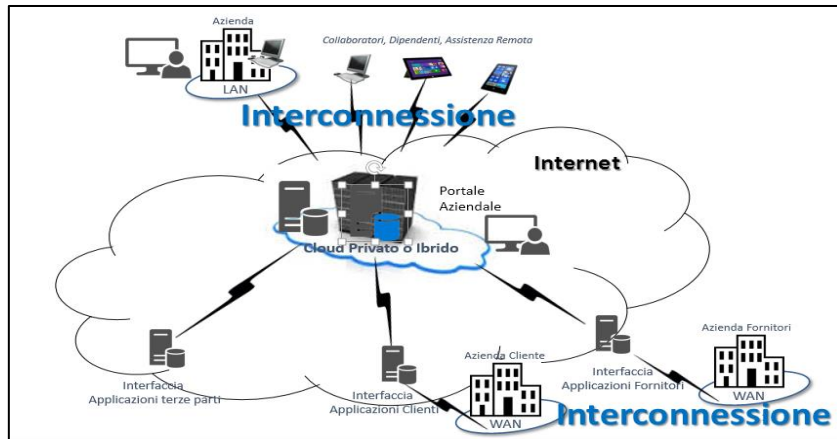 Azienda
Collaboratori, Dipendenti, Assistenza Remota
LAN
Interconnessione
Internet
Portale
Aziendale
Cloud Privato o Ibrido
Azienda Fornitori
Azienda Cliente
Interfaccia
Applicazioni terze parti
Interfaccia
Applicazioni Clienti
Interfaccia
Applicazioni Fornitori
WAN
WAN
Interconnessione